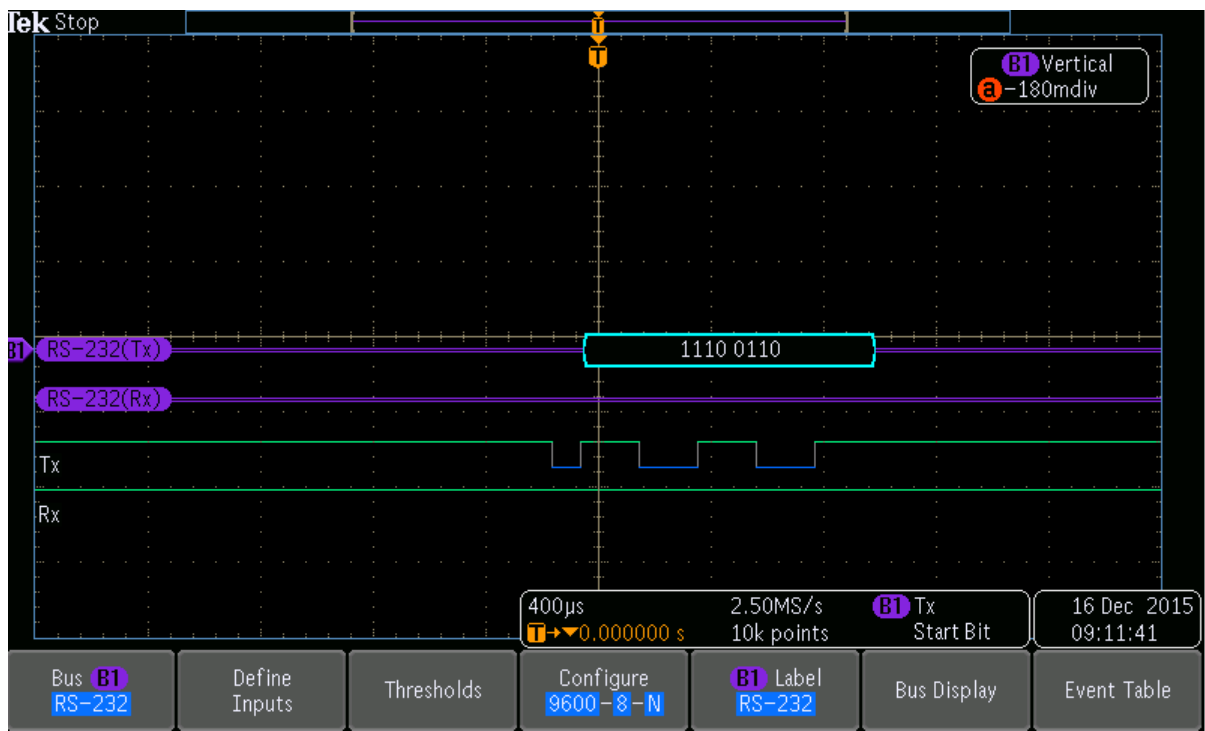 Tek Stop
T
T
B1 Vertical
a -180mdiv
B1 RS-232(Tx) 1110 0110
RS-232(Rx)
Tx
Rx
400µs 2.50MS/s B1 Tx 16 Dec 2015
T→▼0.000000 s 10k points Start Bit 09:11:41
Bus B1 Define Thresholds Configure B1 Label Bus Display Event Table
RS-232 Inputs 9600-8-N RS-232